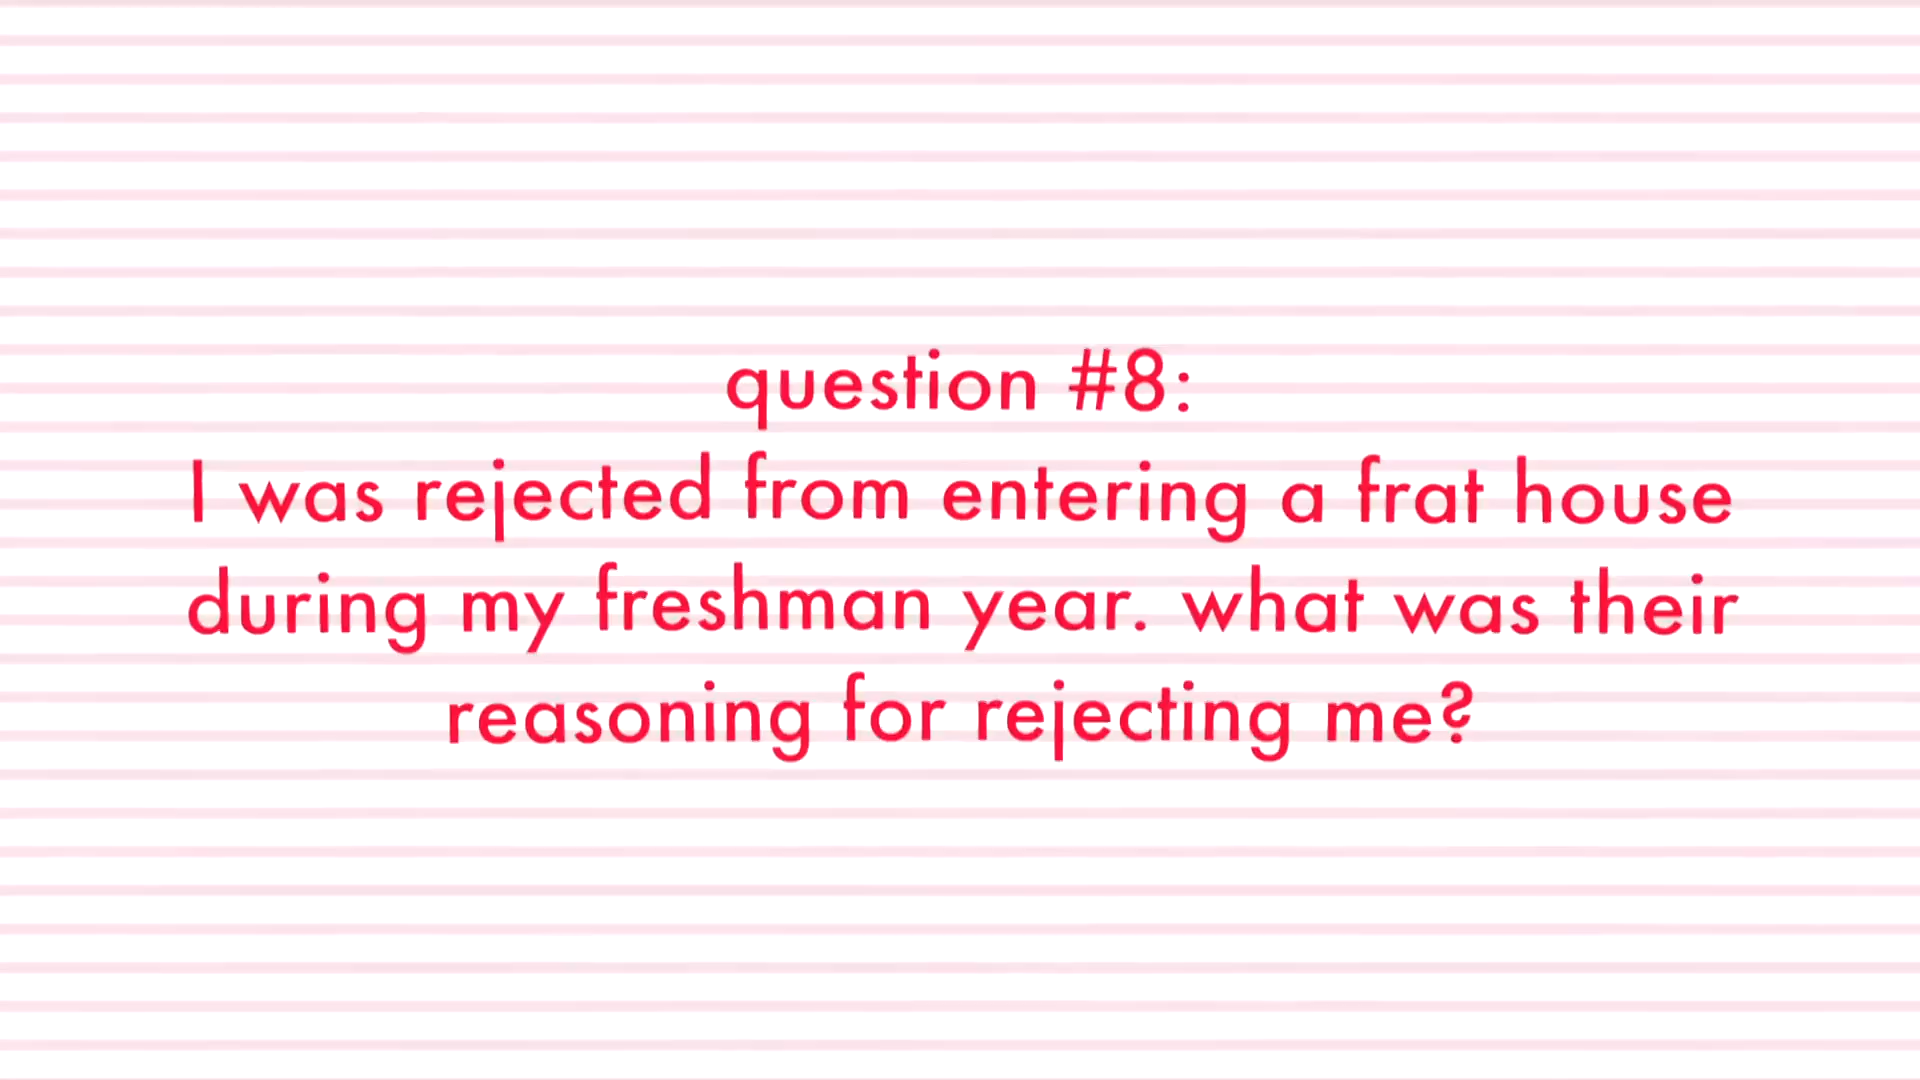 question #8:
I was rejected from entering a frat house
during my freshman year. what was their
reasoning for rejecting me?